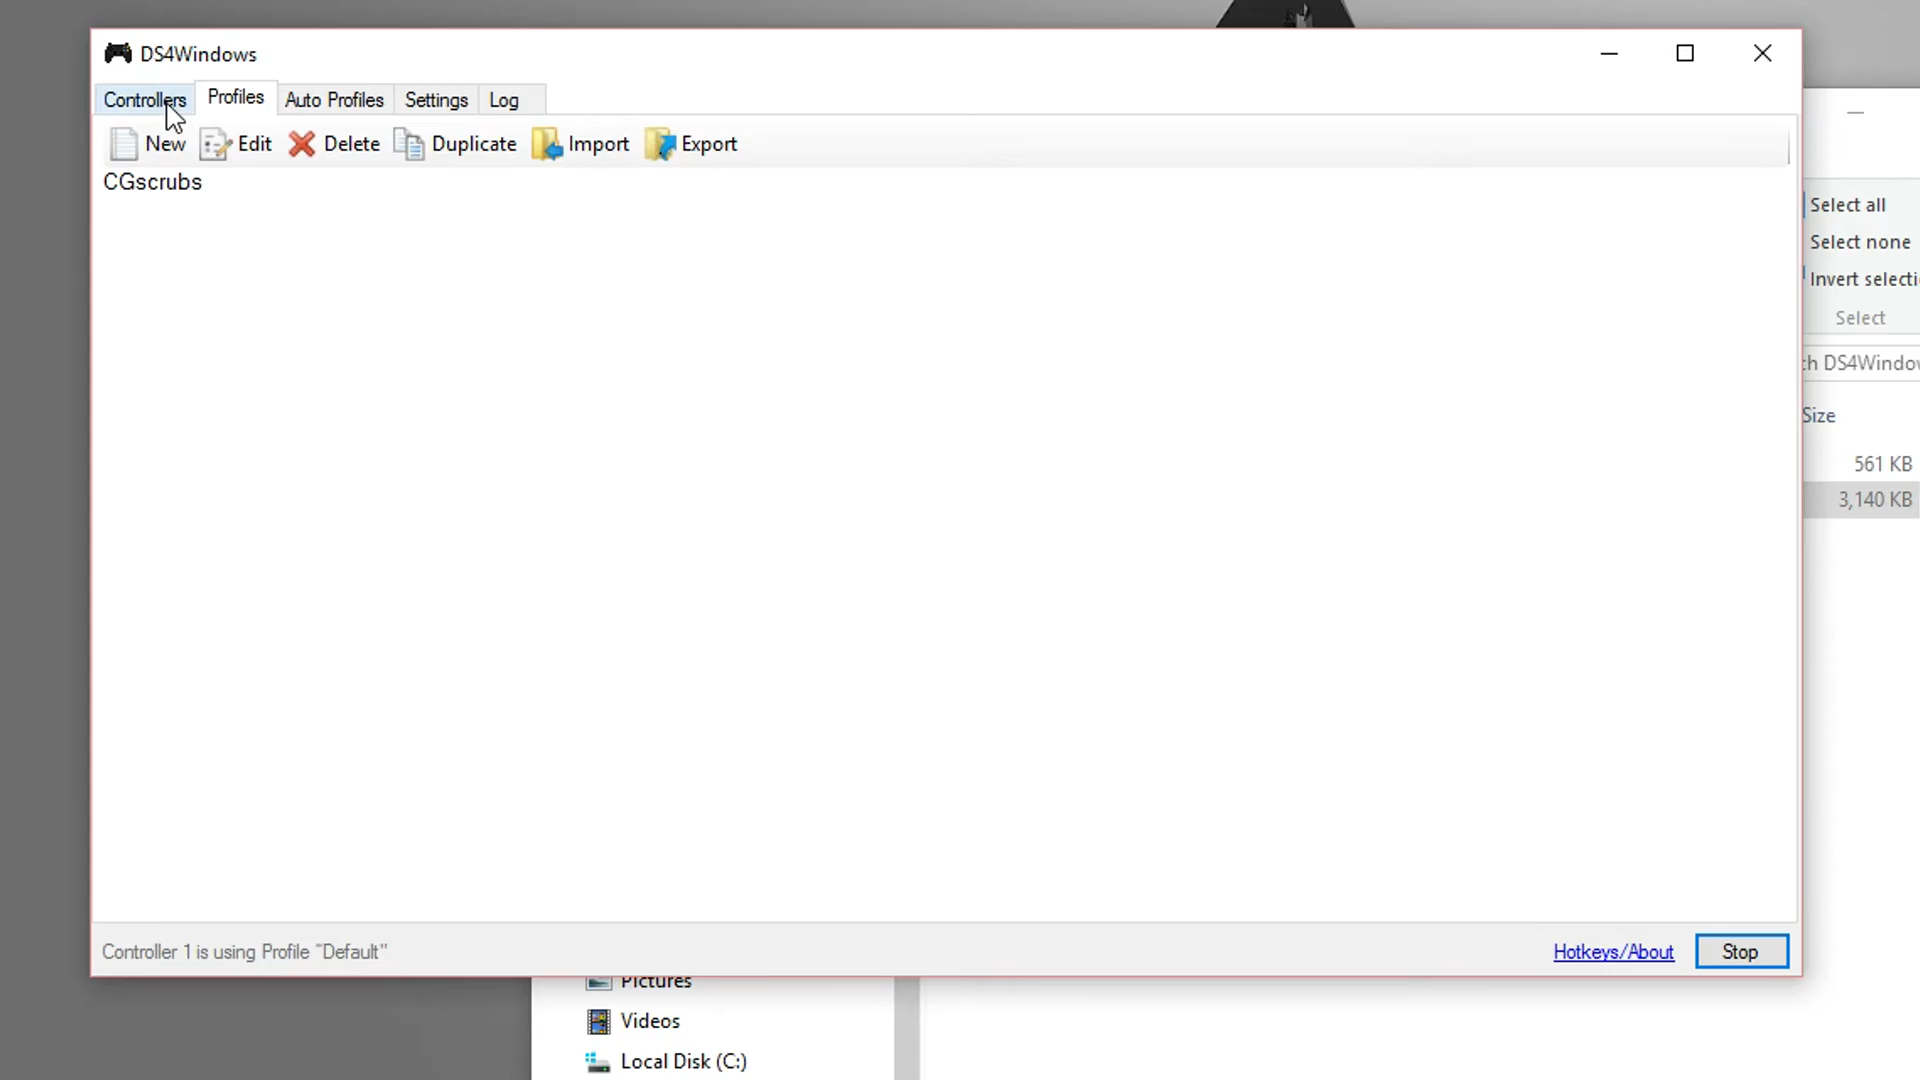 DS4Windows
Controllers Profiles Auto Profiles Settings Log
New Edit Delete Duplicate Import Export
CGscrubs
Select all
Select none
Invert selecti
Select
ch DS4Window
Size
561 KB
3,140 KB
Controller 1 is using Profile "Default"
Hotkeys/About Stop
Pictures
Videos
Local Disk (C:)